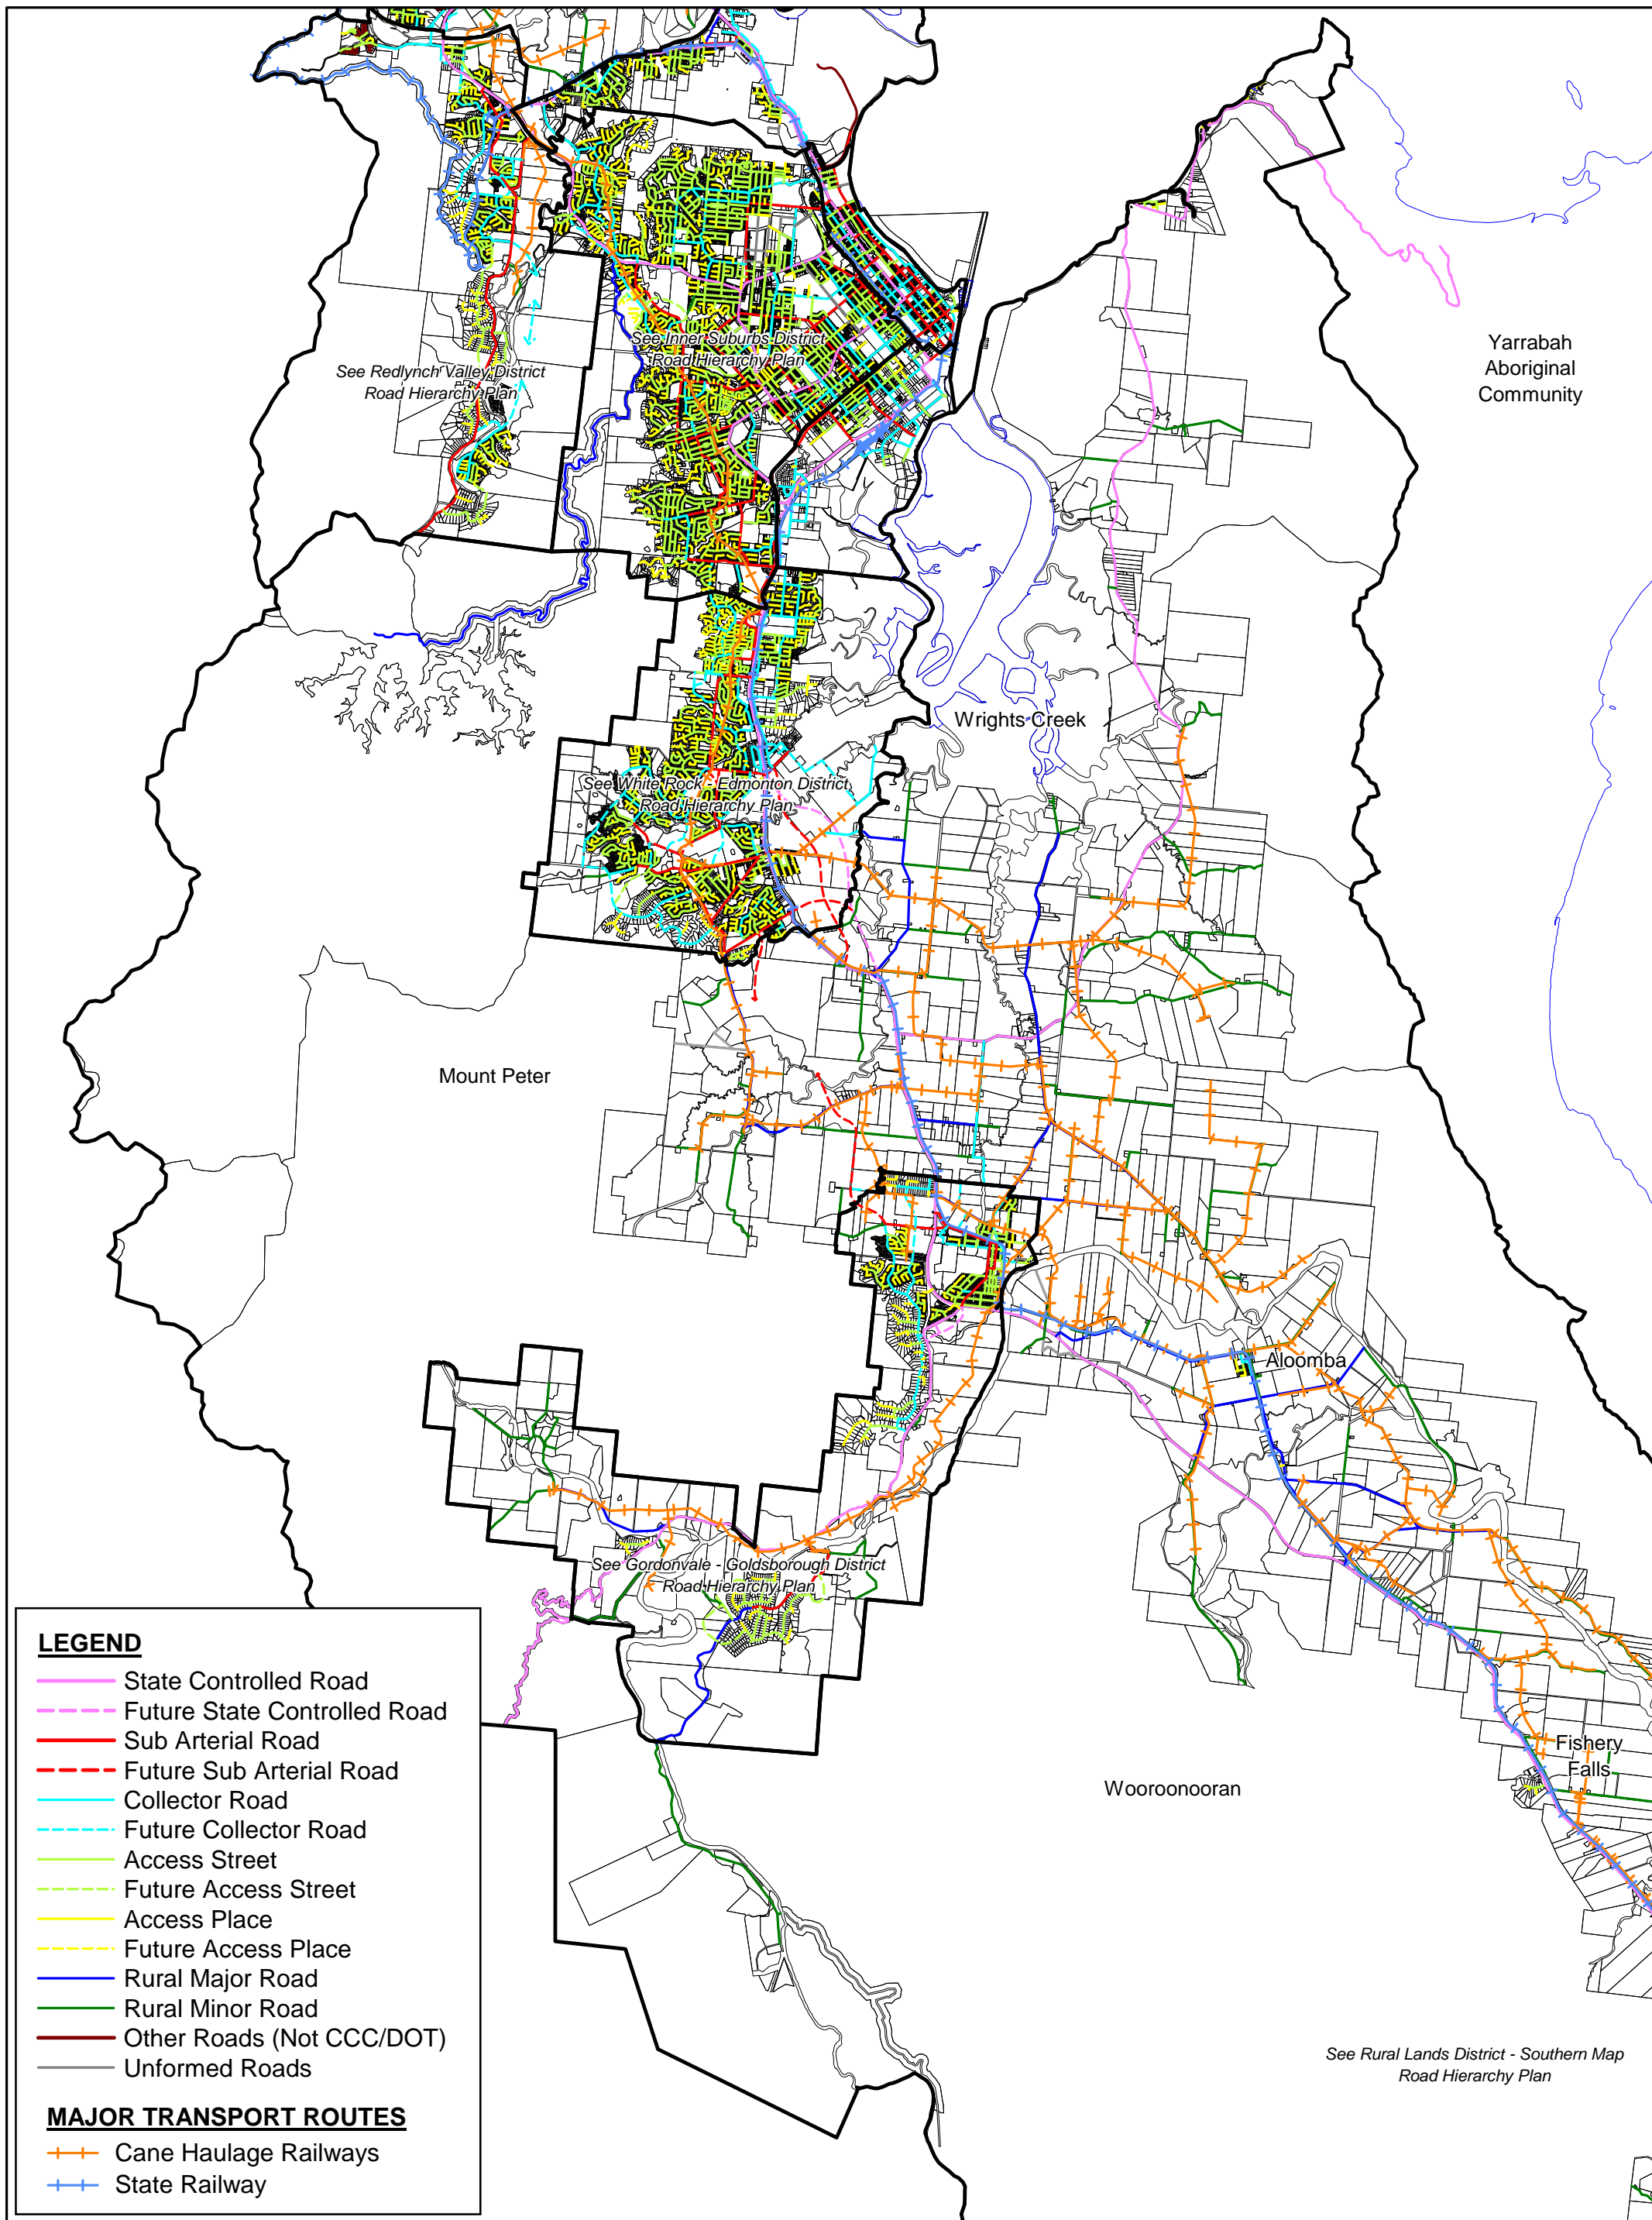 See Inner Suburbs District
Road Hierarchy Plan
Yarrabah
Aboriginal
Community
See Redlynch Valley District
Road Hierarchy Plan
Wrights Creek
See White Rock - Edmonton District
Road Hierarchy Plan
Mount Peter
Aloomba
See Gordonvale - Goldsborough District
Road Hierarchy Plan
Fishery
Falls
Wooroonooran
See Rural Lands District - Southern Map
Road Hierarchy Plan
LEGEND
State Controlled Road
Future State Controlled Road
Sub Arterial Road
Future Sub Arterial Road
Collector Road
Future Collector Road
Access Street
Future Access Street
Access Place
Future Access Place
Rural Major Road
Rural Minor Road
Other Roads (Not CCC/DOT)
Unformed Roads
MAJOR TRANSPORT ROUTES
Cane Haulage Railways
State Railway